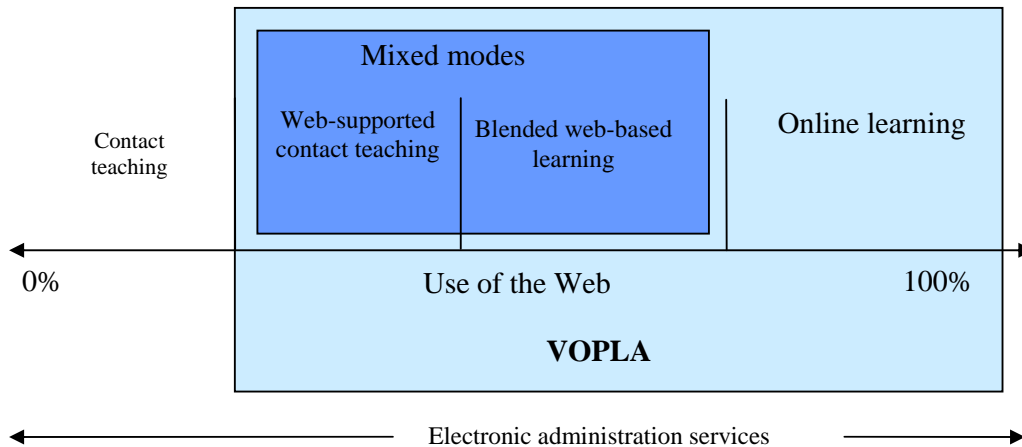 Mixed modes
Web-supported
contact teaching
Blended web-based
learning
Online learning
Contact
teaching
0%
Use of the Web
100%
VOPLA
Electronic administration services